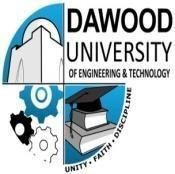 DAWOOD
UNIVERSITY
OF ENGINEERING & TECHNOLOGY
UNITY - FAITH - DISCIPLINE